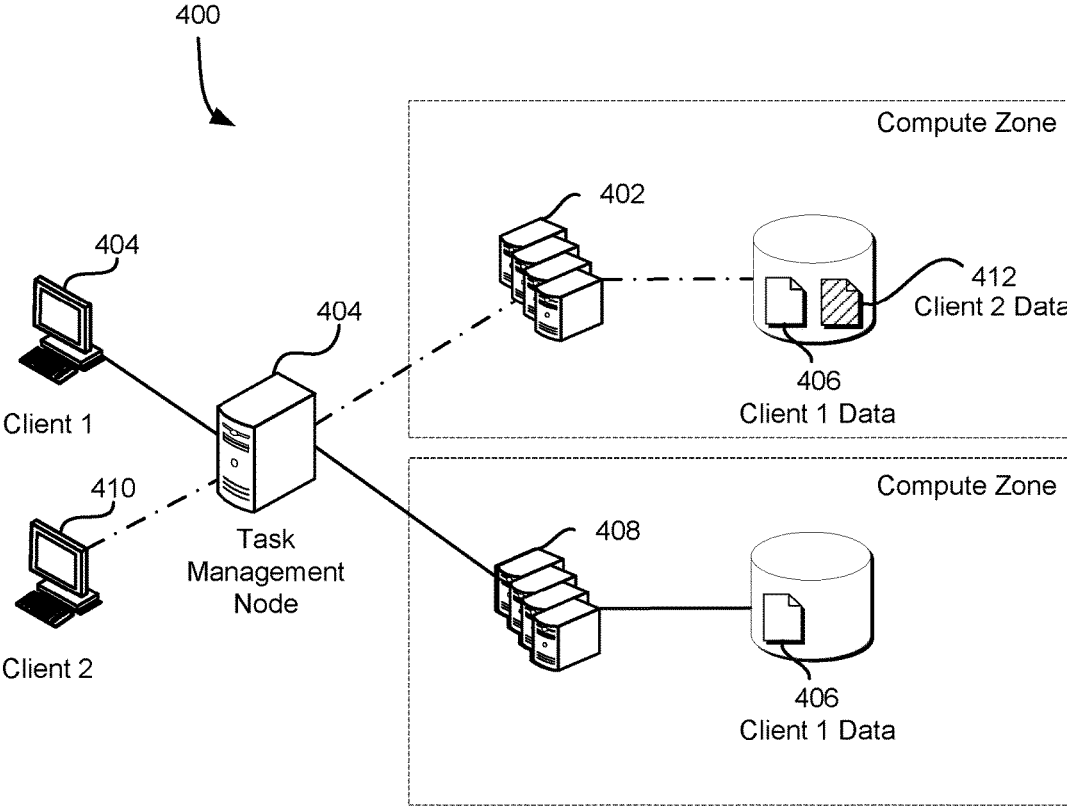 400
Compute Zone
402
404
412
Client 2 Data
404
406
Client 1 Data
Client 1
410
Compute Zone
Task
Management
Node
408
Client 2
406
Client 1 Data